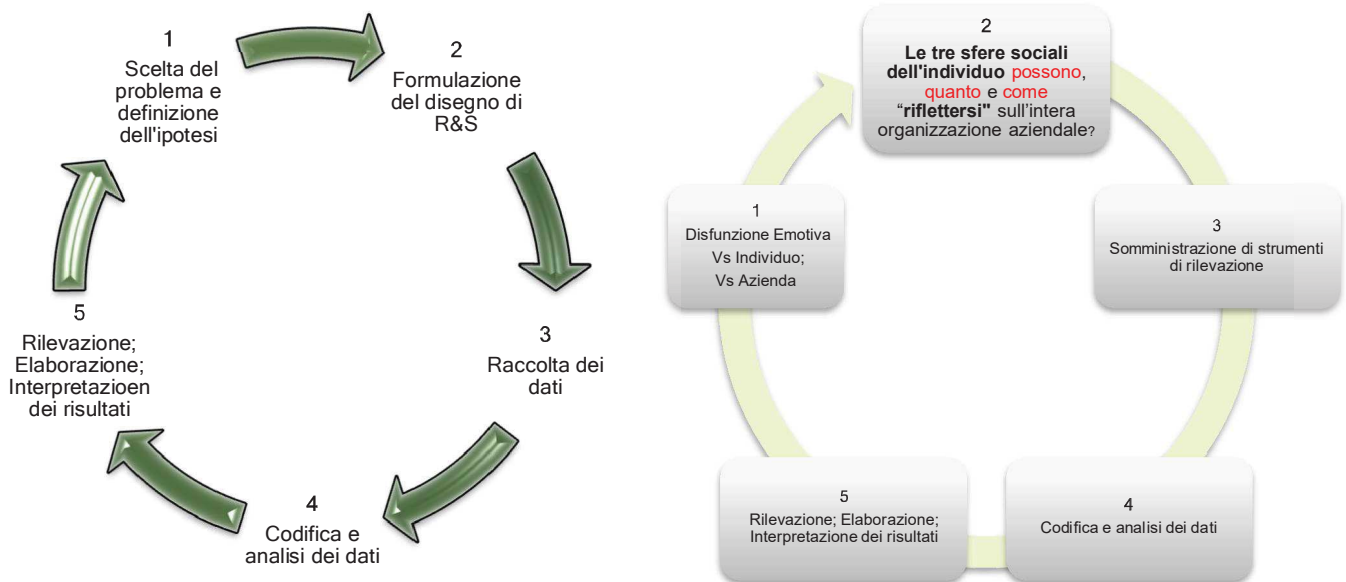 1
Scelta del
problema e
definizione
dell'ipotesi
2
Formulazione
del disegno di
R&S
3
Raccolta dei
dati
4
Codifica e
analisi dei dati
5
Rilevazione;
Elaborazione;
Interpretazioen
dei risultati
2
Le tre sfere sociali
dell'individuo possono,
quanto e come
“riflettersi" sull'intera
organizzazione aziendale?
1
Disfunzione Emotiva
Vs Individuo;
Vs Azienda
3
Somministrazione di strumenti
di rilevazione
5
Rilevazione; Elaborazione;
Interpretazione dei risultati
4
Codifica e analisi dei dati